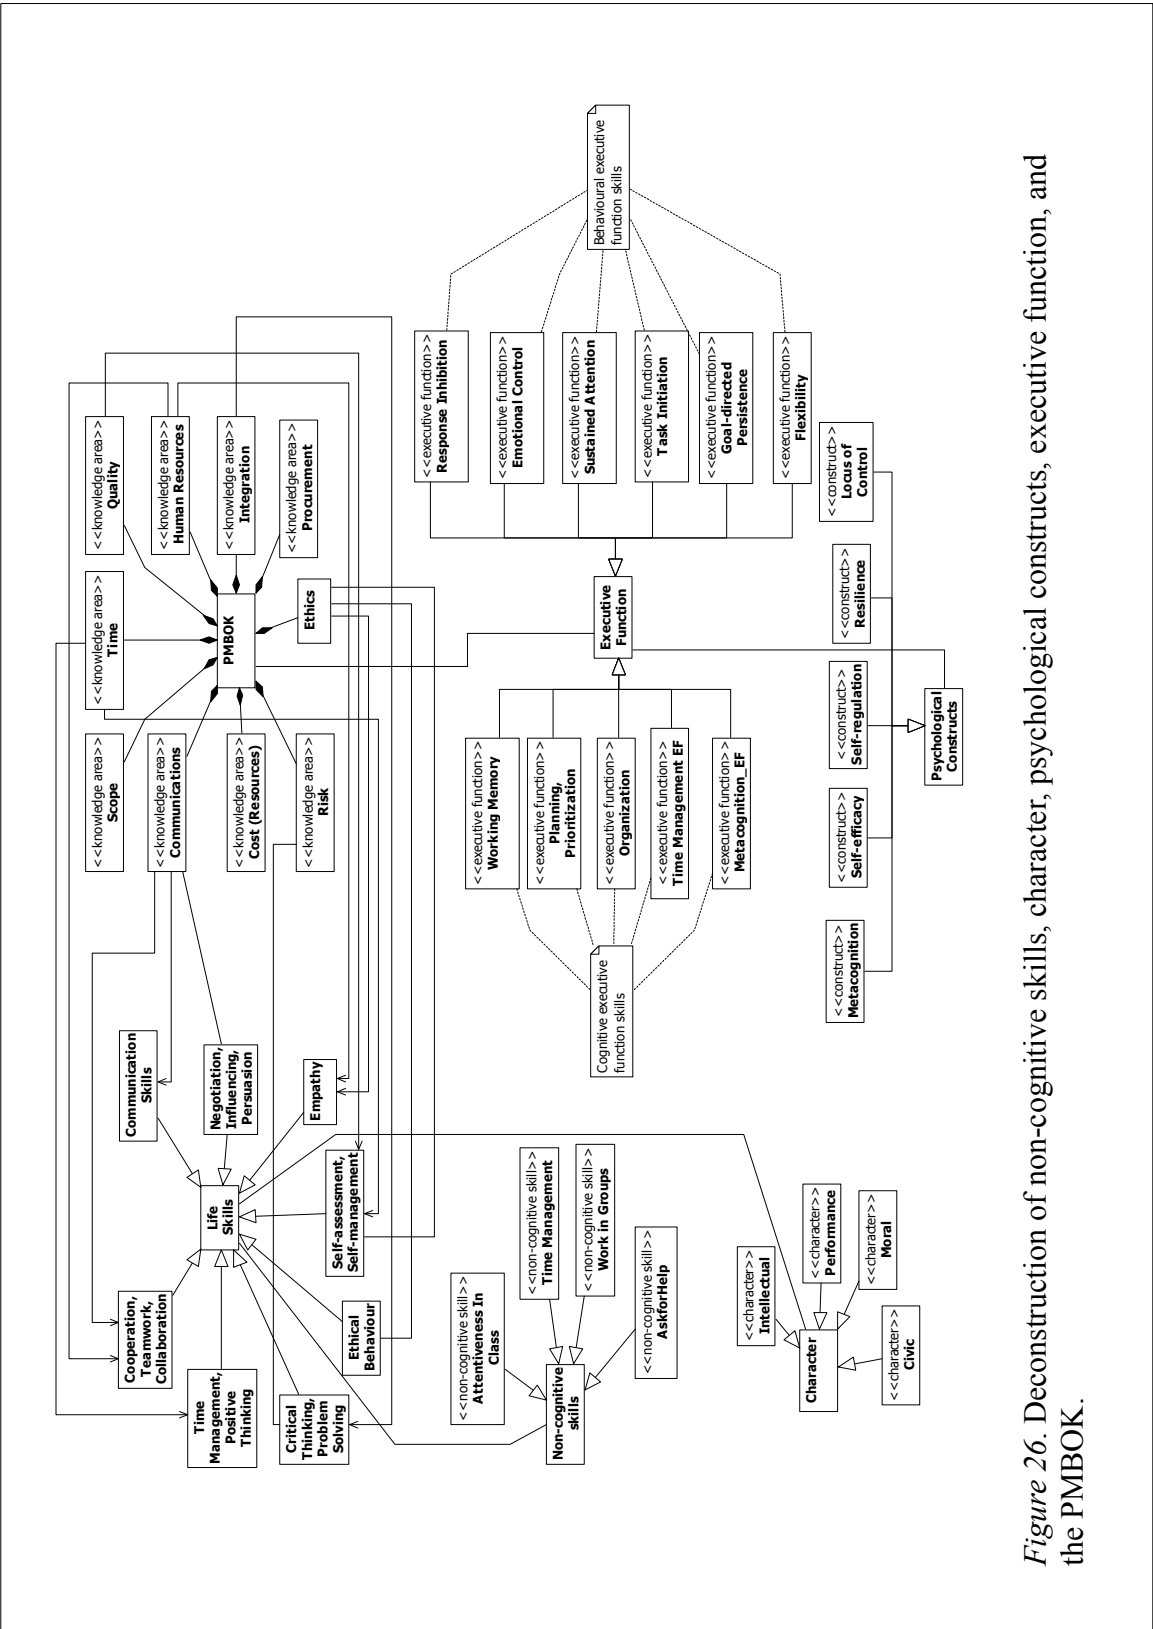 <<knowledge area>>
Scope
<<knowledge area>>
Time
<<knowledge area>>
Quality
<<knowledge area>>
Communications
<<knowledge area>>
Human Resources
<<knowledge area>>
Cost (Resources)
PMBOK
<<knowledge area>>
Integration
<<knowledge area>>
Risk
Ethics
<<knowledge area>>
Procurement
Cooperation,
Teamwork,
Collaboration
Communication
Skills
Time
Management,
Positive
Thinking
Life
Skills
Negotiation,
Influencing,
Persuasion
Critical
Thinking,
Problem
Solving
Ethical
Behaviour
Self-assessment,
Self-management
Empathy
<<non-cognitive skill>>
Attentiveness In
Class
<<non-cognitive skill>>
Time Management
<<non-cognitive skill>>
Work in Groups
Non-cognitive
skills
<<non-cognitive skill>>
AskforHelp
<<executive function>>
Working Memory
<<executive function>>
Planning,
Prioritization
<<executive function>>
Organization
<<executive function>>
Time Management EF
<<executive function>>
Metacognition_EF
Cognitive executive
function skills
Executive
Function
<<executive function>>
Response Inhibition
<<executive function>>
Emotional Control
<<executive function>>
Sustained Attention
<<executive function>>
Task Initiation
<<executive function>>
Goal-directed
Persistence
<<executive function>>
Flexibility
Behavioural executive
function skills
<<character>>
Intellectual
<<character>>
Performance
<<character>>
Moral
Character
<<character>>
Civic
<<construct>>
Metacognition
<<construct>>
Self-efficacy
<<construct>>
Self-regulation
<<construct>>
Resilience
<<construct>>
Locus of
Control
Psychological
Constructs
Figure 26. Deconstruction of non-cognitive skills, character, psychological constructs, executive function, and
the PMBOK.